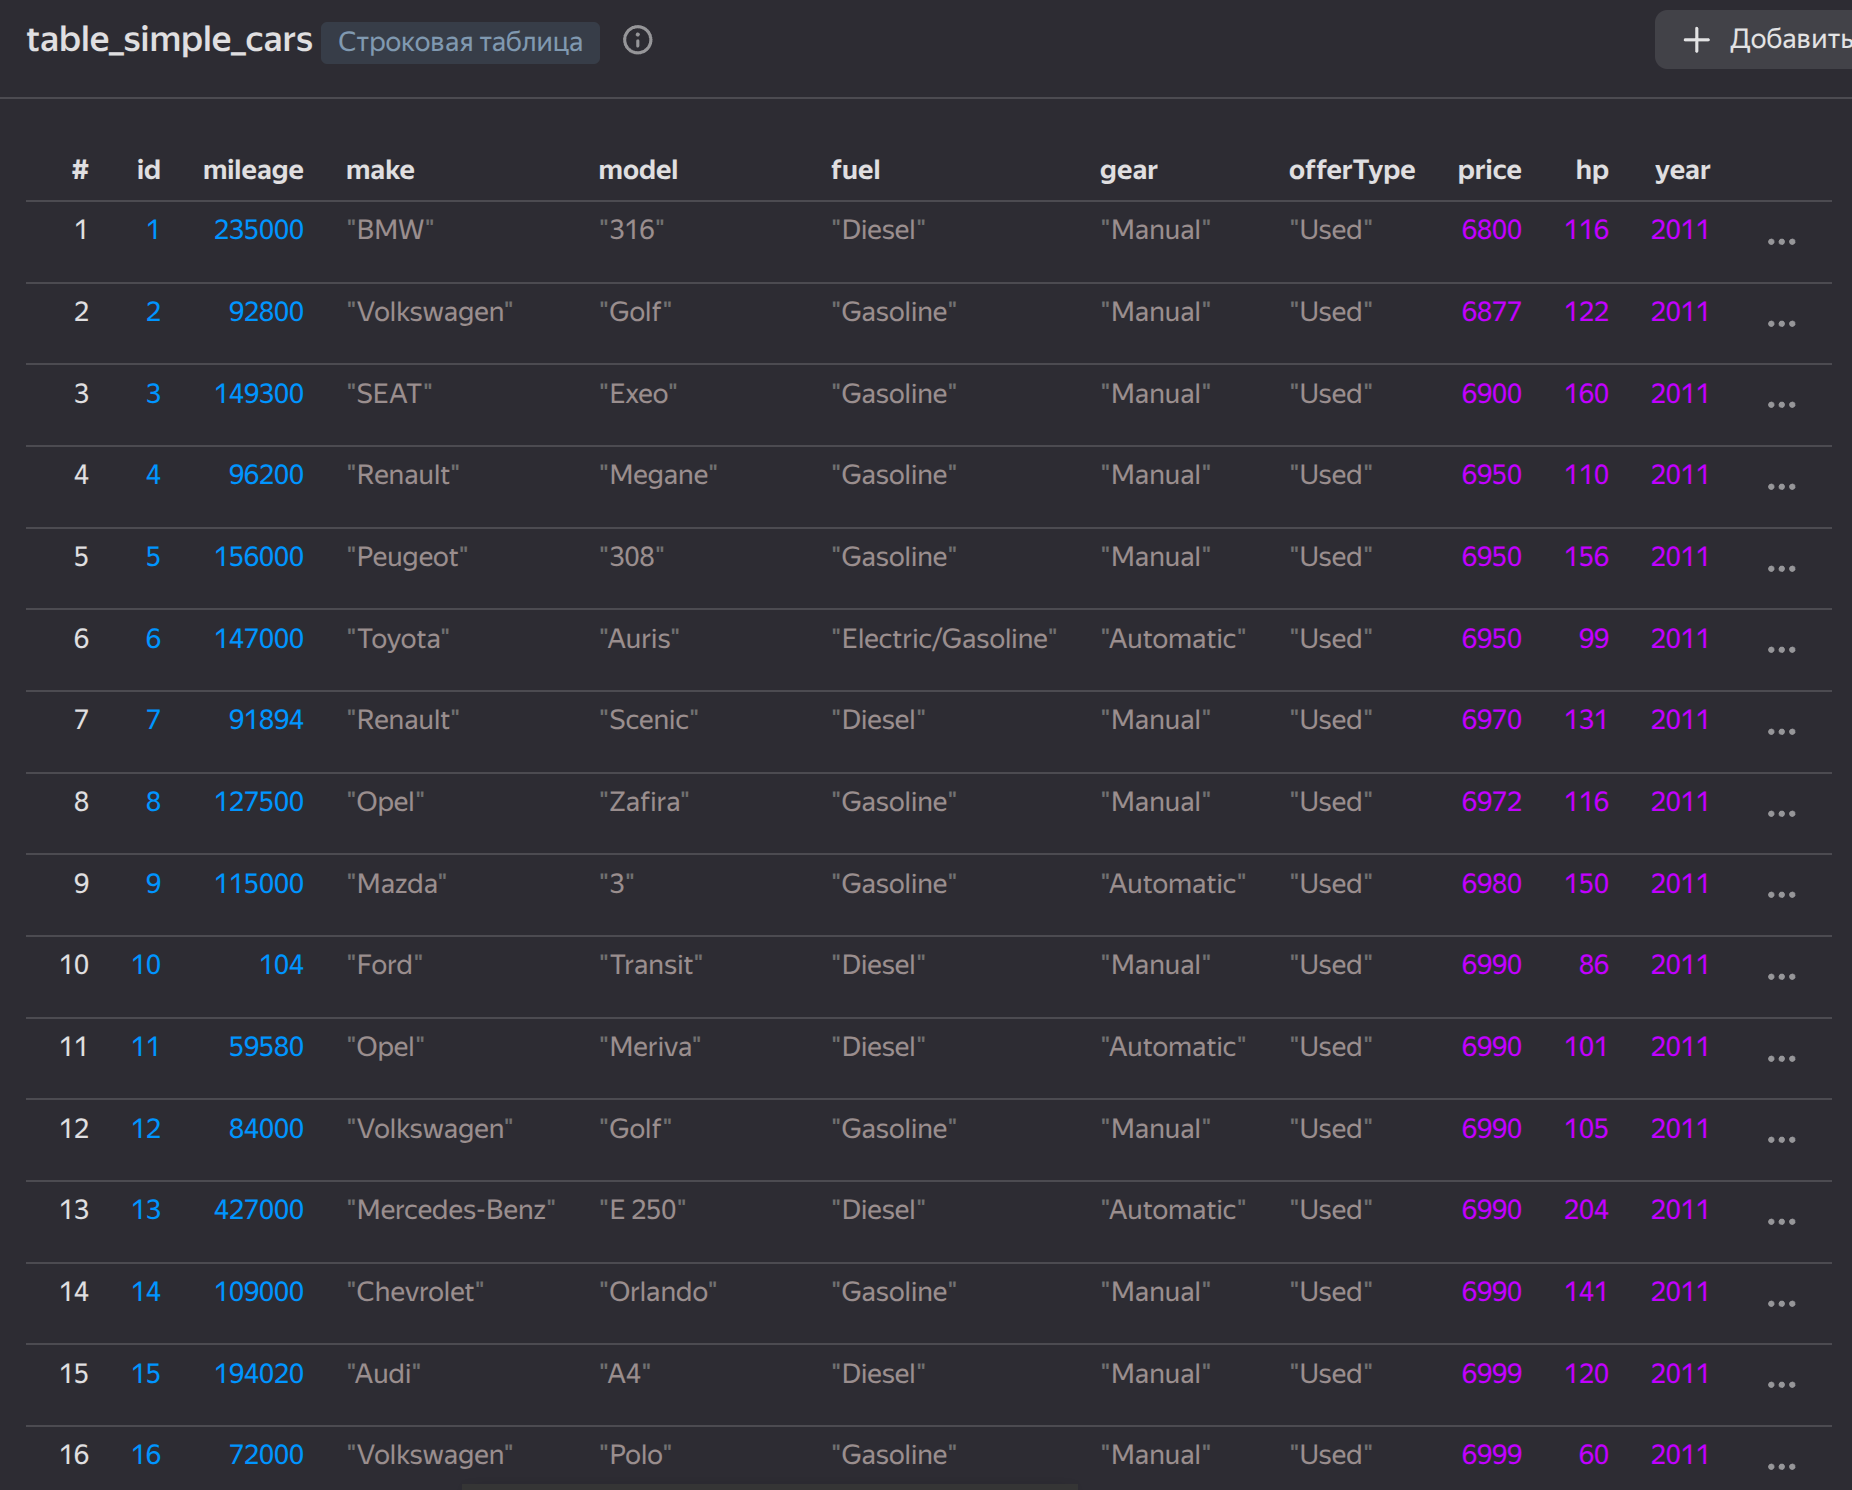 table_simple_cars Строковая таблица
+ Добавить
# id mileage make model fuel gear offerType price hp year
1 1 235000 "BMW" "316" "Diesel" "Manual" "Used" 6800 116 2011 ...
2 2 92800 "Volkswagen" "Golf" "Gasoline" "Manual" "Used" 6877 122 2011 ...
3 3 149300 "SEAT" "Exeo" "Gasoline" "Manual" "Used" 6900 160 2011 ...
4 4 96200 "Renault" "Megane" "Gasoline" "Manual" "Used" 6950 110 2011 ...
5 5 156000 "Peugeot" "308" "Gasoline" "Manual" "Used" 6950 156 2011 ...
6 6 147000 "Toyota" "Auris" "Electric/Gasoline" "Automatic" "Used" 6950 99 2011 ...
7 7 91894 "Renault" "Scenic" "Diesel" "Manual" "Used" 6970 131 2011 ...
8 8 127500 "Opel" "Zafira" "Gasoline" "Manual" "Used" 6972 116 2011 ...
9 9 115000 "Mazda" "3" "Gasoline" "Automatic" "Used" 6980 150 2011 ...
10 10 104 "Ford" "Transit" "Diesel" "Manual" "Used" 6990 86 2011 ...
11 11 59580 "Opel" "Meriva" "Diesel" "Automatic" "Used" 6990 101 2011 ...
12 12 84000 "Volkswagen" "Golf" "Gasoline" "Manual" "Used" 6990 105 2011 ...
13 13 427000 "Mercedes-Benz" "E 250" "Diesel" "Automatic" "Used" 6990 204 2011 ...
14 14 109000 "Chevrolet" "Orlando" "Gasoline" "Manual" "Used" 6990 141 2011 ...
15 15 194020 "Audi" "A4" "Diesel" "Manual" "Used" 6999 120 2011 ...
16 16 72000 "Volkswagen" "Polo" "Gasoline" "Manual" "Used" 6999 60 2011 ...